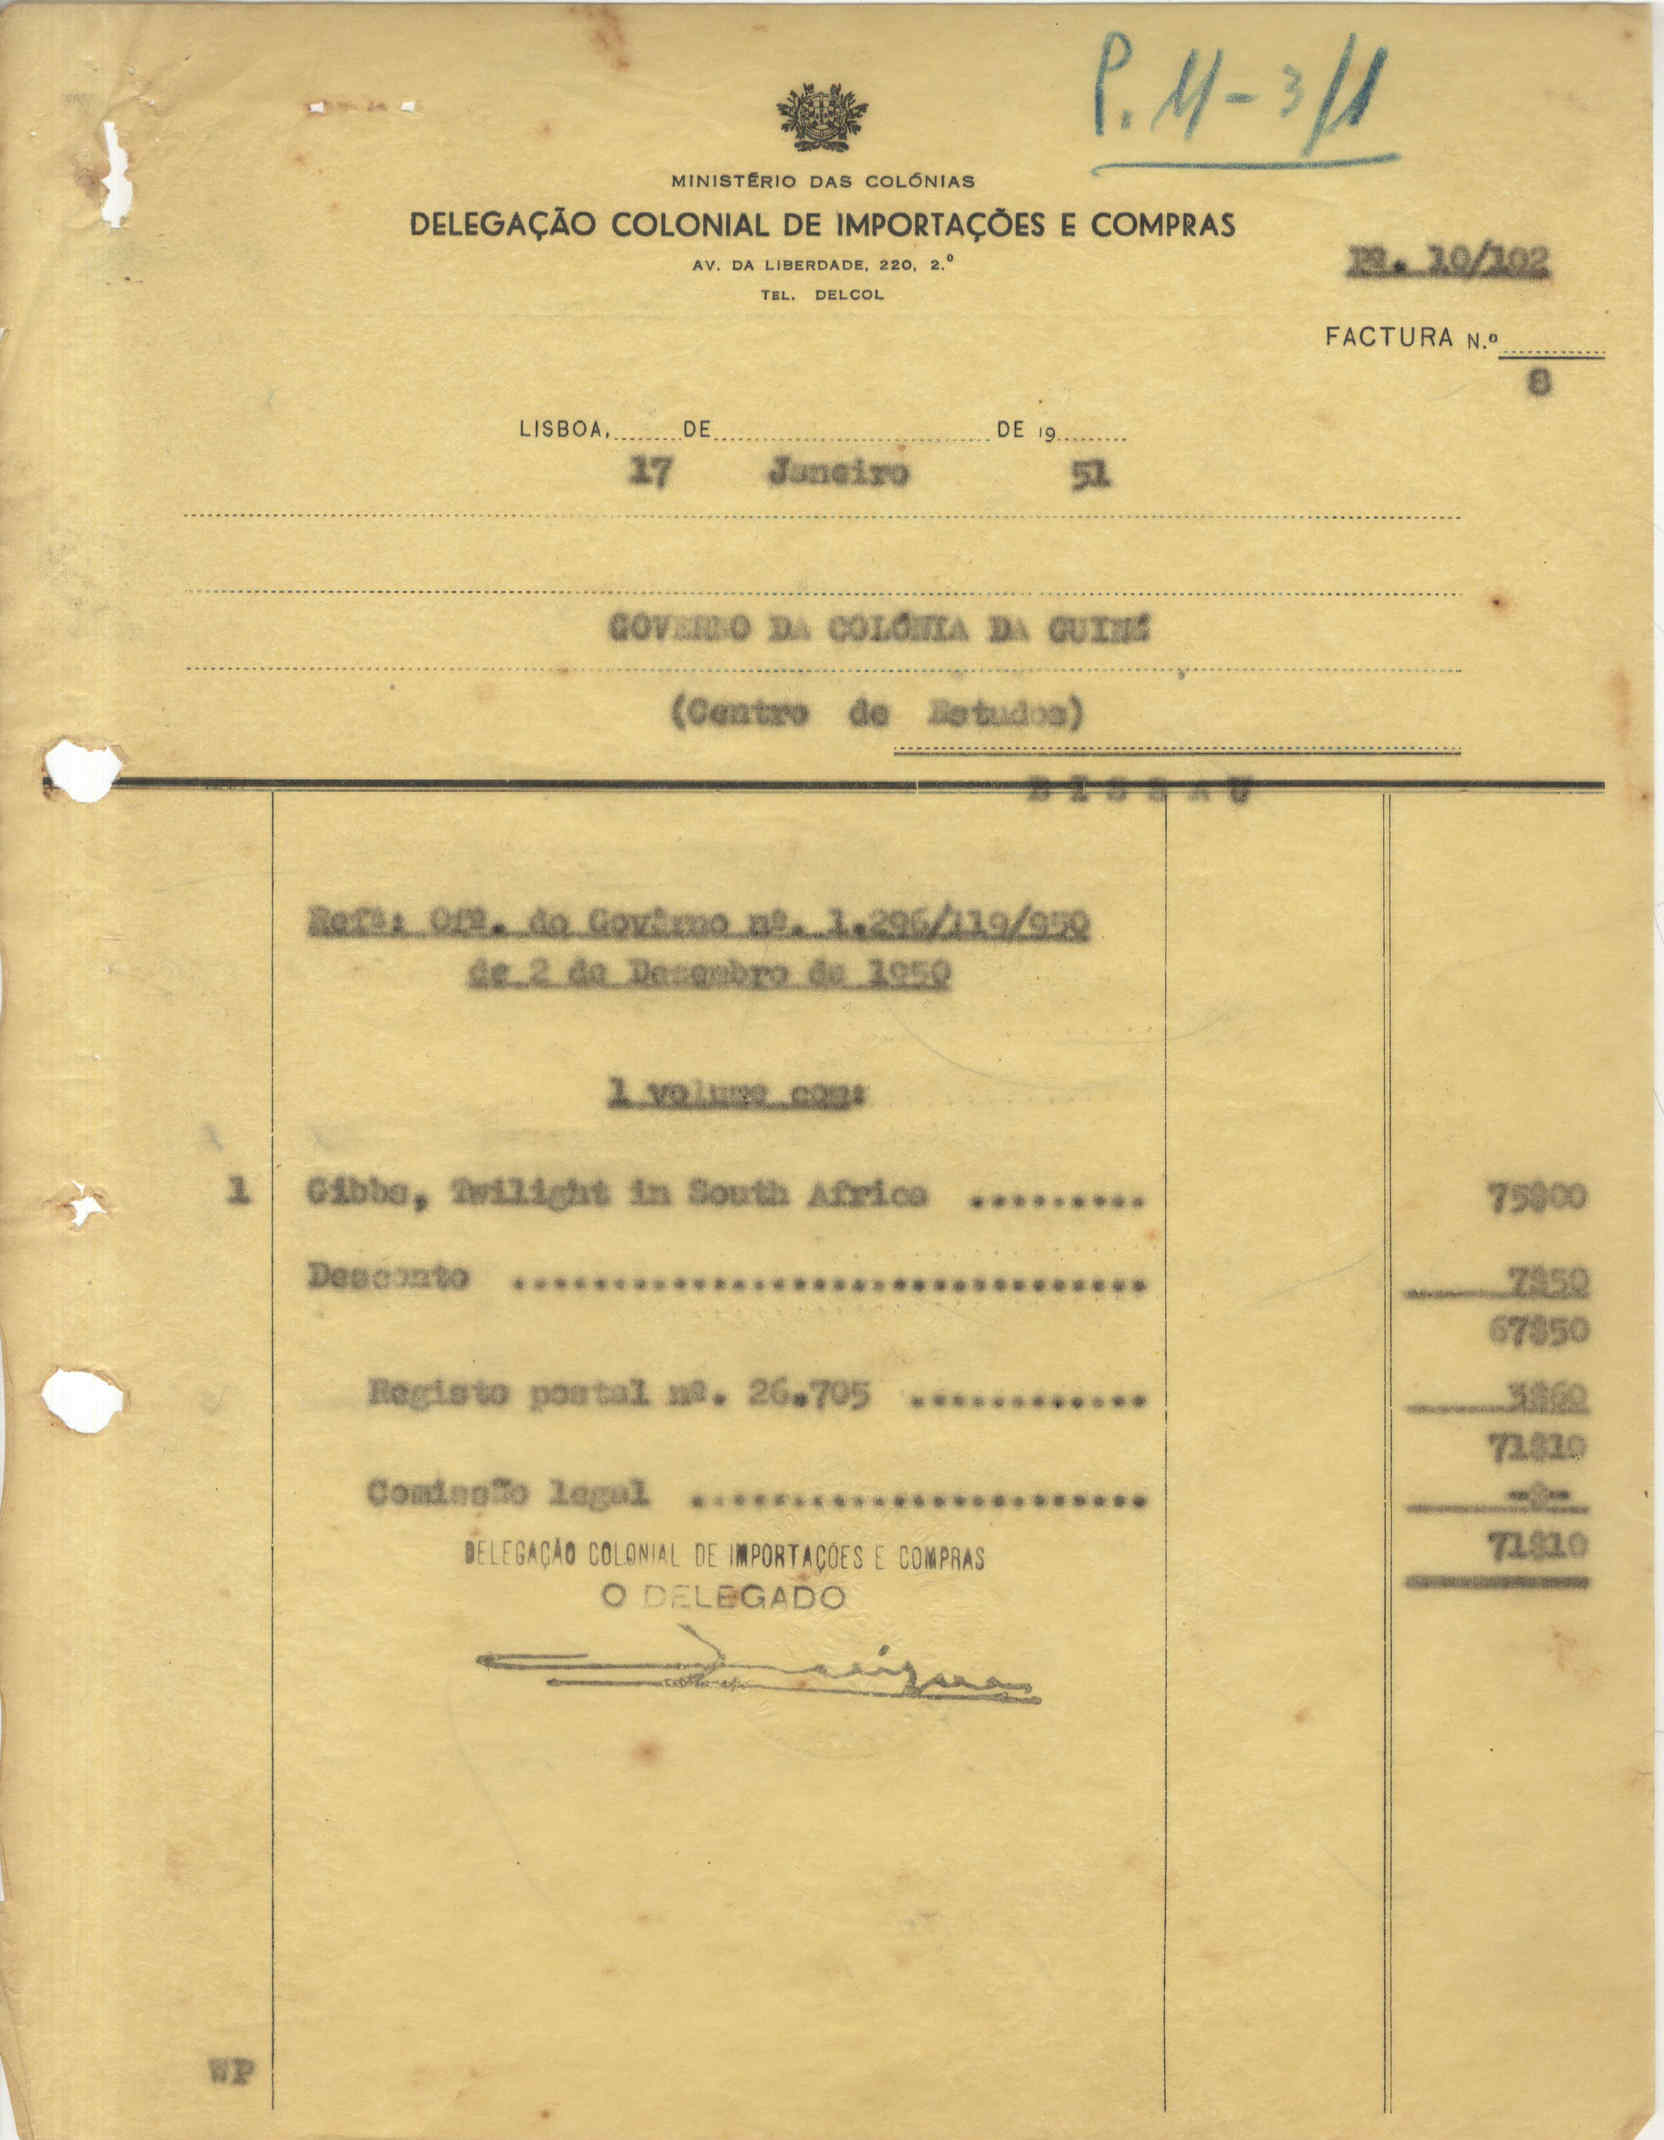 P. 11-3/1
MINISTÉRIO DAS COLÓNIAS
DELEGAÇÃO COLONIAL DE IMPORTAÇÕES E COMPRAS
AV. DA LIBERDADE, 220, 2.º
TEL. DELCOL
Pº. 10/102
FACTURA N.º
8
LISBOA, DE DE 19
17 Janeiro 51
GOVERNO DA COLÓNIA DA GUINÉ
(Centro de Estudos)
B I S S A U
Refª: Ofº. do Govêrno nº. 1.296/119/950
de 2 de Dezembro de 1950
1 volume com:
1 Gibbs, Twilight in South Africa ......... 75$00
Desconto ................................ 7$50
67$50
Registo postal nº. 26.705 ............ 3$60
71$10
Comissão legal ....................... -$-
71$10
DELEGAÇÃO COLONIAL DE IMPORTAÇÕES E COMPRAS
O DELEGADO
WP